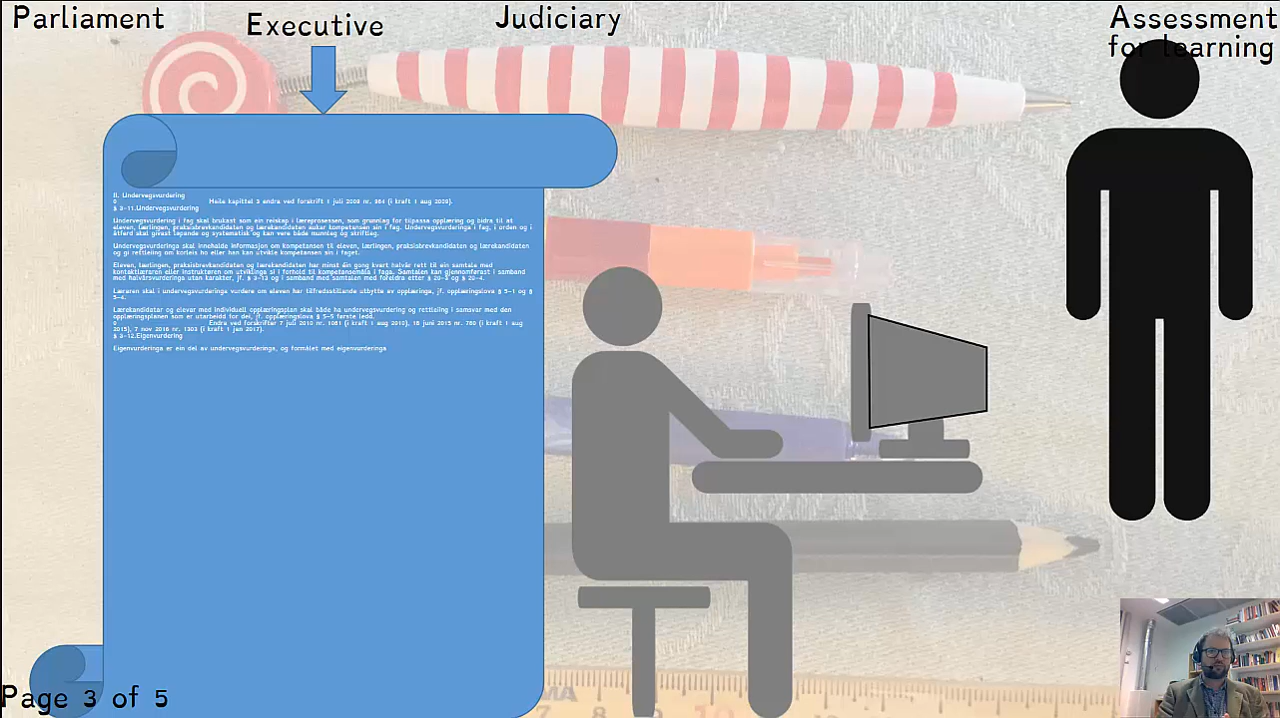 Parliament
Executive
Judiciary
Assessment
for learning
II. Undervegsvurdering
0 Heile kapittel 3 endra ved forskrift 1 juli 2009 nr. 964 (i kraft 1 aug 2009).
§ 3-11.Undervegsvurdering
Undervegsvurdering i fag skal brukast som ein reiskap i læreprosessen, som grunnlag for tilpassa opplæring og bidra til at
eleven, lærlingen, praksisbrevkandidaten og lærekandidaten aukar kompetansen sin i fag. Undervegsvurderinga i fag, i orden og i
åtferd skal givast løpande og systematisk og kan vere både munnleg og skriftleg.
Undervegsvurderinga skal innehalde informasjon om kompetansen til eleven, lærlingen, praksisbrevkandidaten og lærekandidaten
og gi rettleiing om korleis ho eller han kan utvikle kompetansen sin i faget.
Eleven, lærlingen, praksisbrevkandidaten og lærekandidaten har minst éin gong kvart halvår rett til ein samtale med
kontaktlæraren eller instruktøren om utviklinga si i forhold til kompetansemåla i faga. Samtalen kan gjennomførast i samband
med halvårsvurderinga utan karakter, jf. § 3-13 og i samband med samtalen med foreldra etter § 20-3 og § 20-4.
Læraren skal i undervegsvurderinga vurdere om eleven har tilfredsstillande utbytte av opplæringa, jf. opplæringslova § 5-1 og §
5-4.
Lærekandidatar og elevar med individuell opplæringsplan skal både ha undervegsvurdering og rettleiing i samsvar med den
opplæringsplanen som er utarbeidd for dei, jf. opplæringslova § 5-5 første ledd.
0 Endra ved forskrifter 7 juli 2010 nr. 1081 (i kraft 1 aug 2010), 18 juni 2015 nr. 760 (i kraft 1 aug
2015), 7 nov 2016 nr. 1303 (i kraft 1 jan 2017).
§ 3-12.Eigenvurdering
Eigenvurderinga er ein del av undervegsvurderinga, og formålet med eigenvurderinga
Page 3 of 5
7 8 9 10